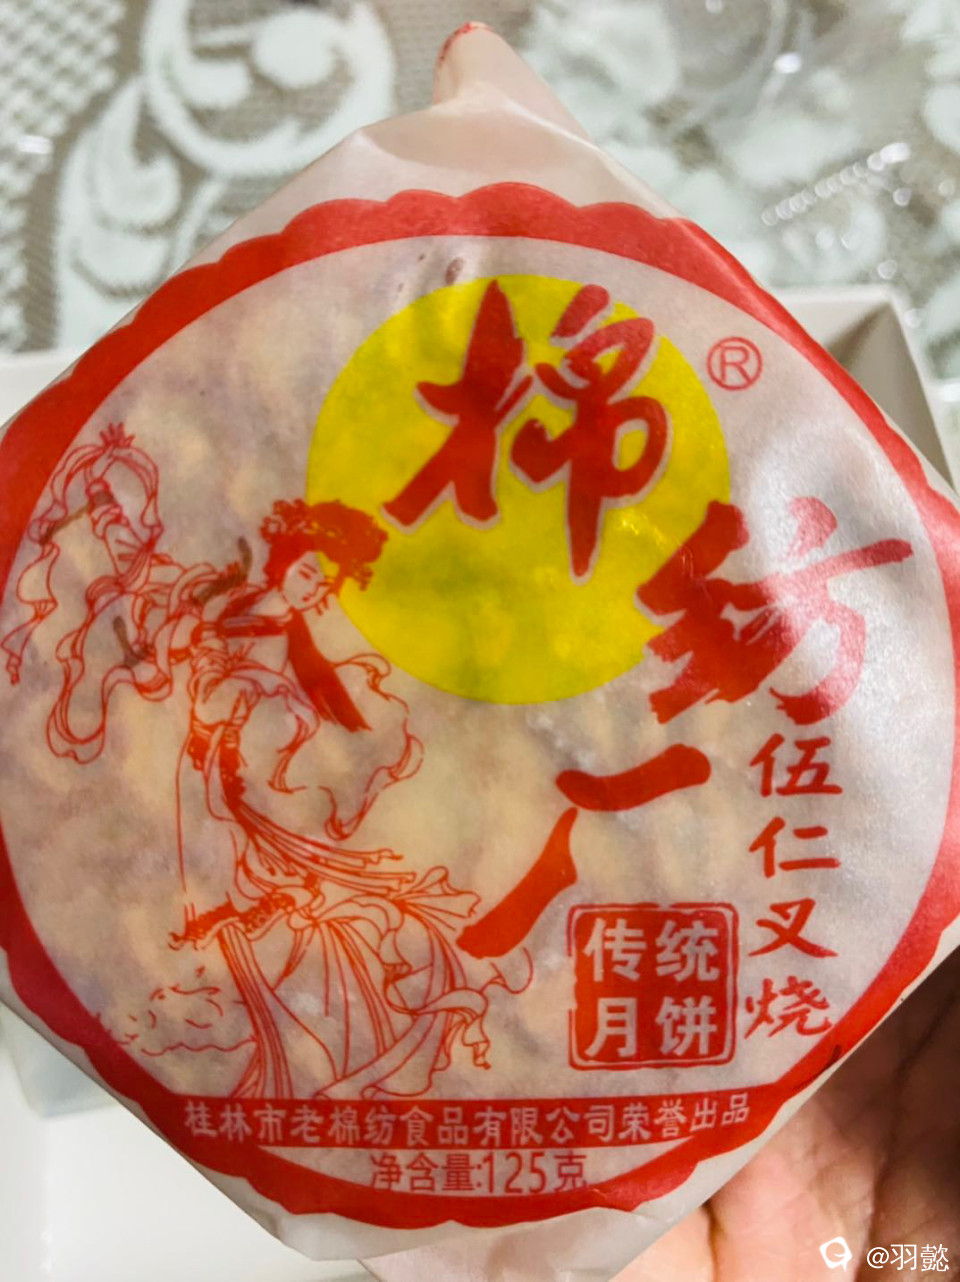 棉纺厂
®
伍仁叉烧
传统
月饼
桂林市老棉纺食品有限公司荣誉出品
净含量:125克
@羽懿